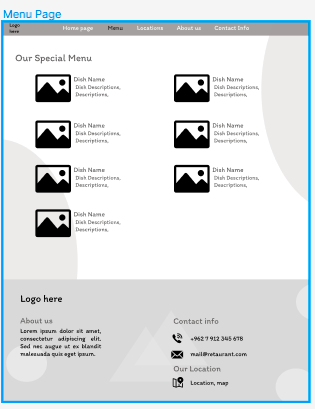 Menu Page
Logo here
Home page Menu Locations About us Contact Info
Our Special Menu
Dish Name
Dish Descriptions,
Descriptions,
Dish Name
Dish Descriptions,
Descriptions,
Dish Name
Dish Descriptions,
Descriptions,
Dish Name
Dish Descriptions,
Descriptions,
Dish Name
Dish Descriptions,
Descriptions,
Dish Name
Dish Descriptions,
Descriptions,
Dish Name
Dish Descriptions,
Descriptions,
Logo here
About us
Lorem ipsum dolor sit amet,
consectetur adipiscing elit.
Sed nec augue ut ex blandit
malesuada quis eget ipsum.
Contact info
+962 7 912 345 678
mail@retaurant.com
Our Location
Location, map